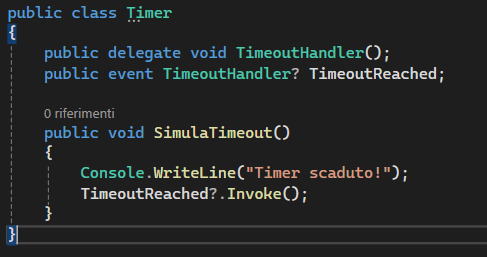 public class Timer
{
    public delegate void TimeoutHandler();
    public event TimeoutHandler? TimeoutReached;
    0 riferimenti
    public void SimulaTimeout()
    {
        Console.WriteLine("Timer scaduto!");
        TimeoutReached?.Invoke();
    }
}